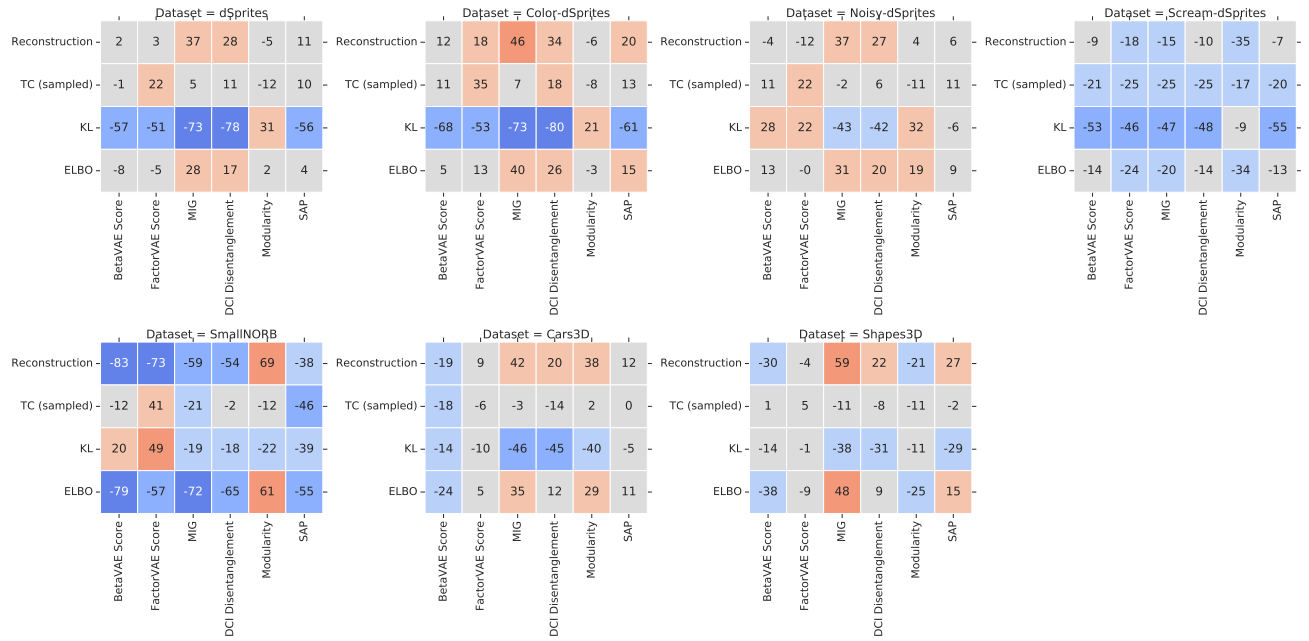 Dataset = dSprites
Reconstruction 2 3 37 28 -5 11
TC (sampled) -1 22 5 11 -12 10
KL -57 -51 -73 -78 31 -56
ELBO -8 -5 28 17 2 4
BetaVAE Score
FactorVAE Score
MIG
DCI Disentanglement
Modularity
SAP
Dataset = Color-dSprites
Reconstruction 12 18 46 34 -6 20
TC (sampled) 11 35 7 18 -8 13
KL -68 -53 -73 -80 21 -61
ELBO 5 13 40 26 -3 15
BetaVAE Score
FactorVAE Score
MIG
DCI Disentanglement
Modularity
SAP
Dataset = Noisy-dSprites
Reconstruction -4 -12 37 27 4 6
TC (sampled) 11 22 -2 6 -11 11
KL 28 22 -43 -42 32 -6
ELBO 13 -0 31 20 19 9
BetaVAE Score
FactorVAE Score
MIG
DCI Disentanglement
Modularity
SAP
Dataset = Scream-dSprites
Reconstruction -9 -18 -15 -10 -35 -7
TC (sampled) -21 -25 -25 -25 -17 -20
KL -53 -46 -47 -48 -9 -55
ELBO -14 -24 -20 -14 -34 -13
BetaVAE Score
FactorVAE Score
MIG
DCI Disentanglement
Modularity
SAP
Dataset = SmallNORB
Reconstruction -83 -73 -59 -54 69 -38
TC (sampled) -12 41 -21 -2 -12 -46
KL 20 49 -19 -18 -22 -39
ELBO -79 -57 -72 -65 61 -55
BetaVAE Score
FactorVAE Score
MIG
DCI Disentanglement
Modularity
SAP
Dataset = Cars3D
Reconstruction -19 9 42 20 38 12
TC (sampled) -18 -6 -3 -14 2 0
KL -14 -10 -46 -45 -40 -5
ELBO -24 5 35 12 29 11
BetaVAE Score
FactorVAE Score
MIG
DCI Disentanglement
Modularity
SAP
Dataset = Shapes3D
Reconstruction -30 -4 59 22 -21 27
TC (sampled) 1 5 -11 -8 -11 -2
KL -14 -1 -38 -31 -11 -29
ELBO -38 -9 48 9 -25 15
BetaVAE Score
FactorVAE Score
MIG
DCI Disentanglement
Modularity
SAP